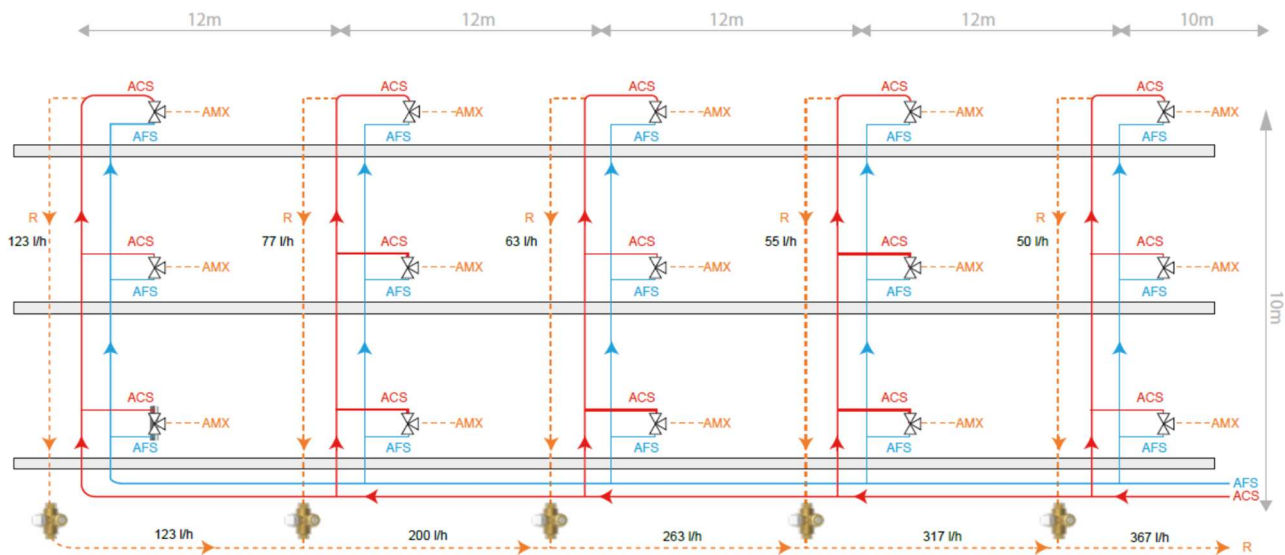 12m 12m 12m 12m 10m
ACS ACS ACS ACS ACS
AMX AMX AMX AMX AMX
AFS AFS AFS AFS AFS
R R R R R
123 l/h 77 l/h 63 l/h 55 l/h 50 l/h
ACS ACS ACS ACS ACS
AMX AMX AMX AMX AMX
AFS AFS AFS AFS AFS
10m
ACS ACS ACS ACS ACS
AMX AMX AMX AMX AMX
AFS AFS AFS AFS AFS
AFS
ACS
123 l/h 200 l/h 263 l/h 317 l/h 367 l/h
R